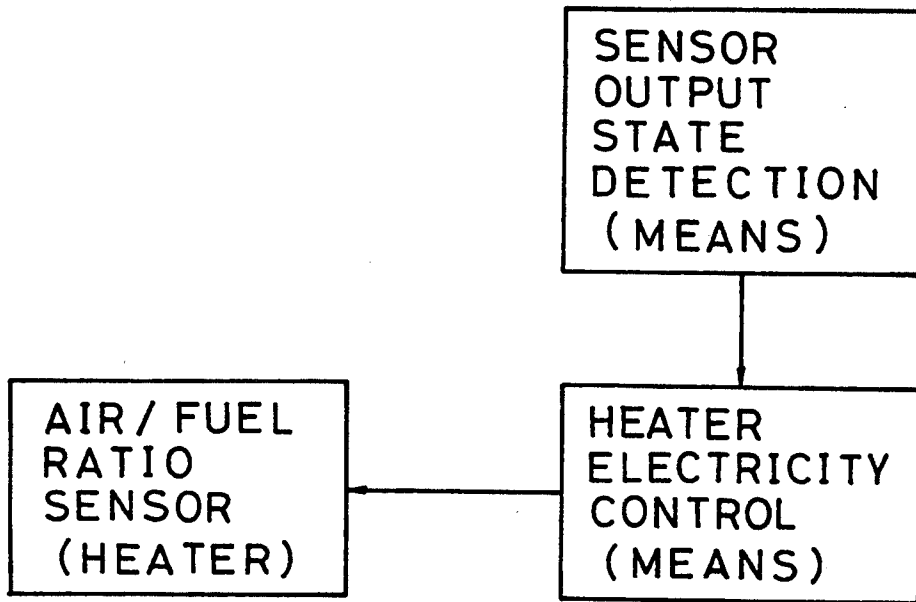 SENSOR
OUTPUT
STATE
DETECTION
(MEANS)
AIR/FUEL
RATIO
SENSOR
(HEATER)
HEATER
ELECTRICITY
CONTROL
(MEANS)